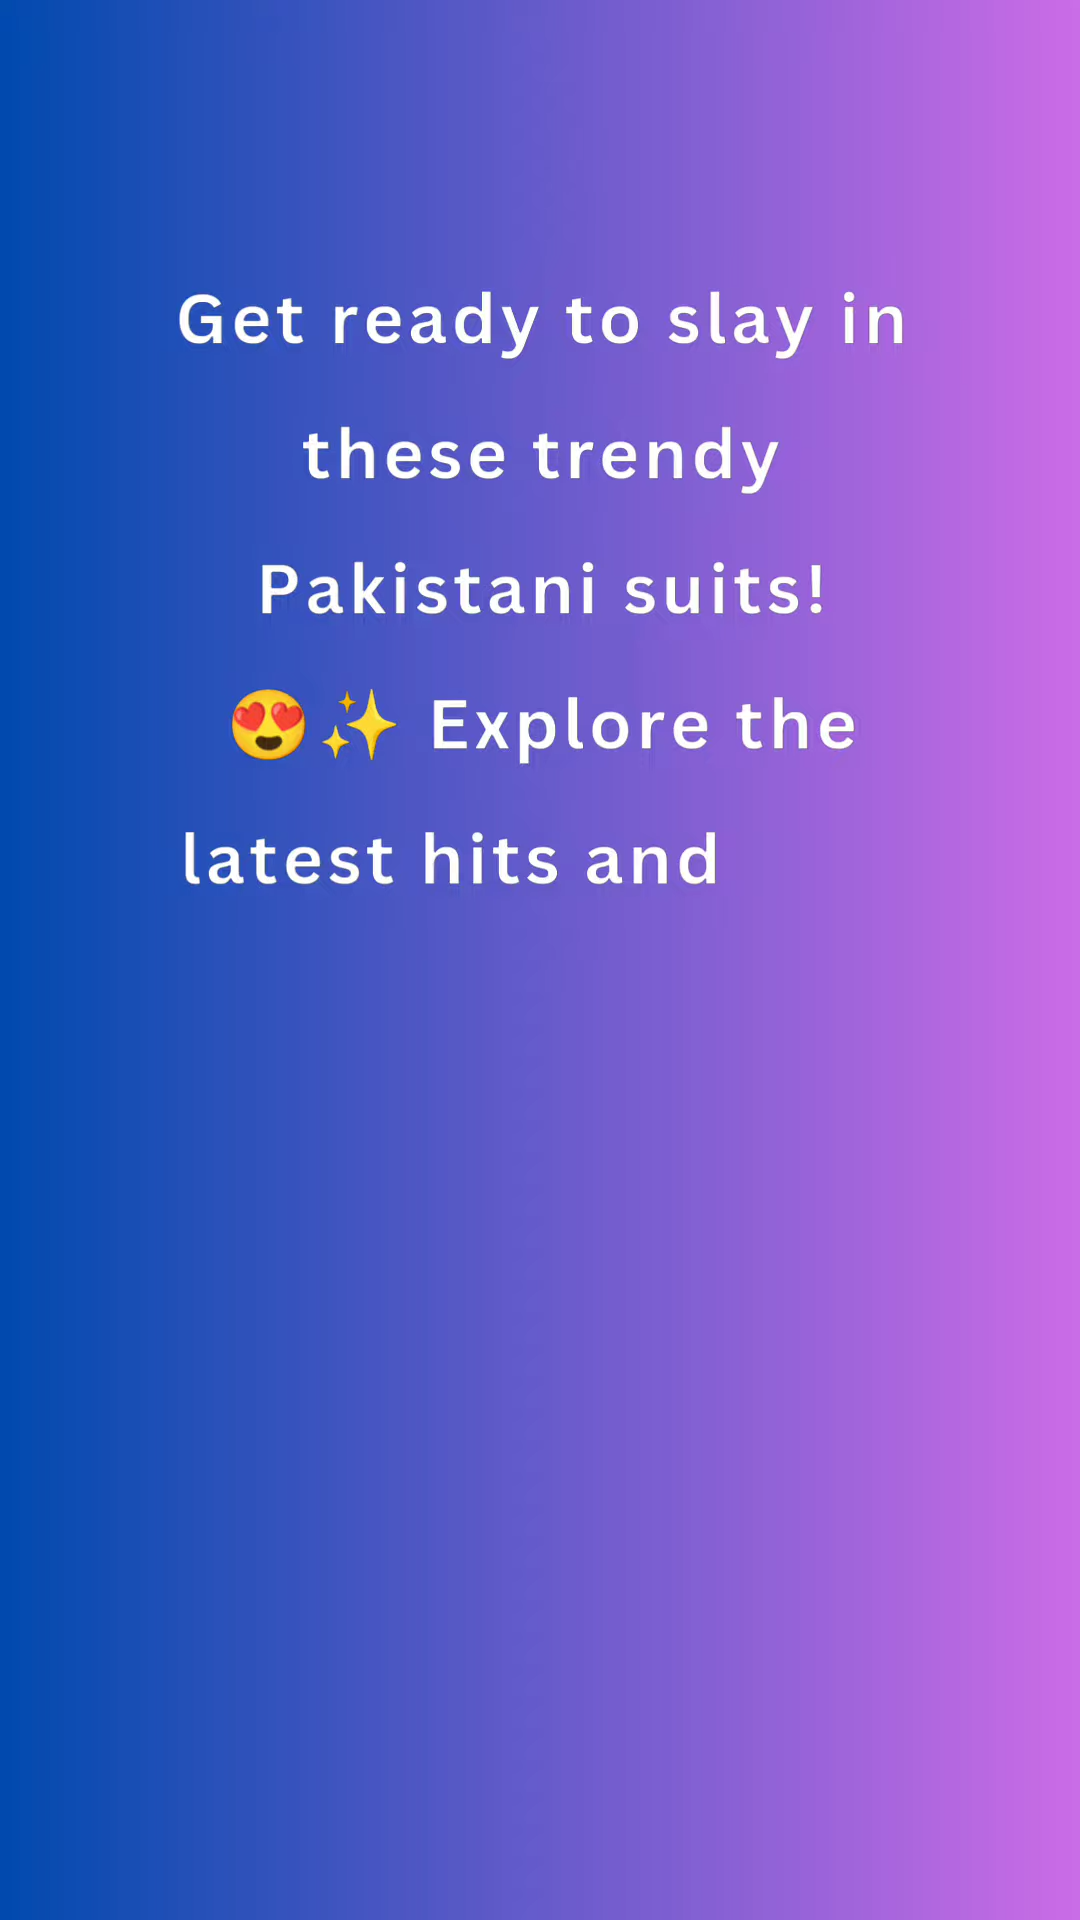 Get ready to slay in
these trendy
Pakistani suits!
😍✨ Explore the
latest hits and